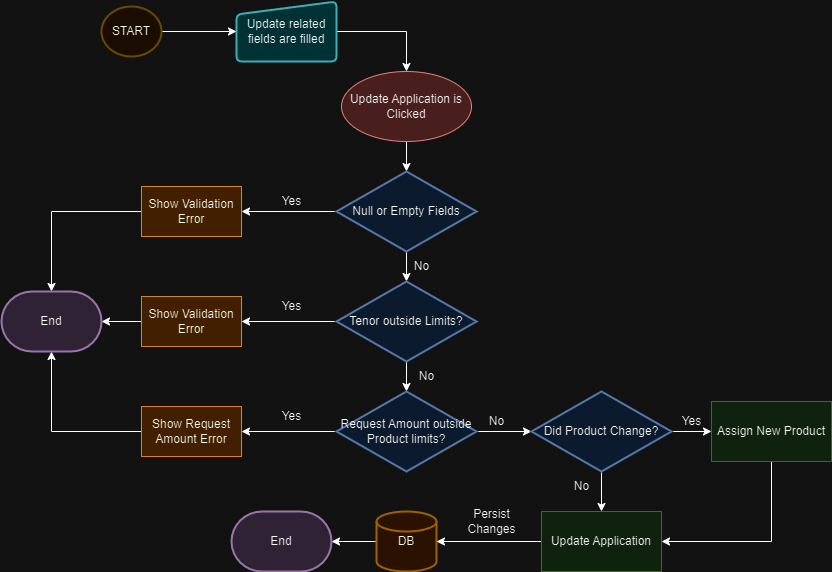 START
Update related
fields are filled
Update Application is
Clicked
Show Validation
Error
Yes
Null or Empty Fields
No
End
Show Validation
Error
Yes
Tenor outside Limits?
No
Show Request
Amount Error
Yes
Request Amount outside
Product limits?
No
Did Product Change?
Yes
Assign New Product
No
End
DB
Persist
Changes
Update Application